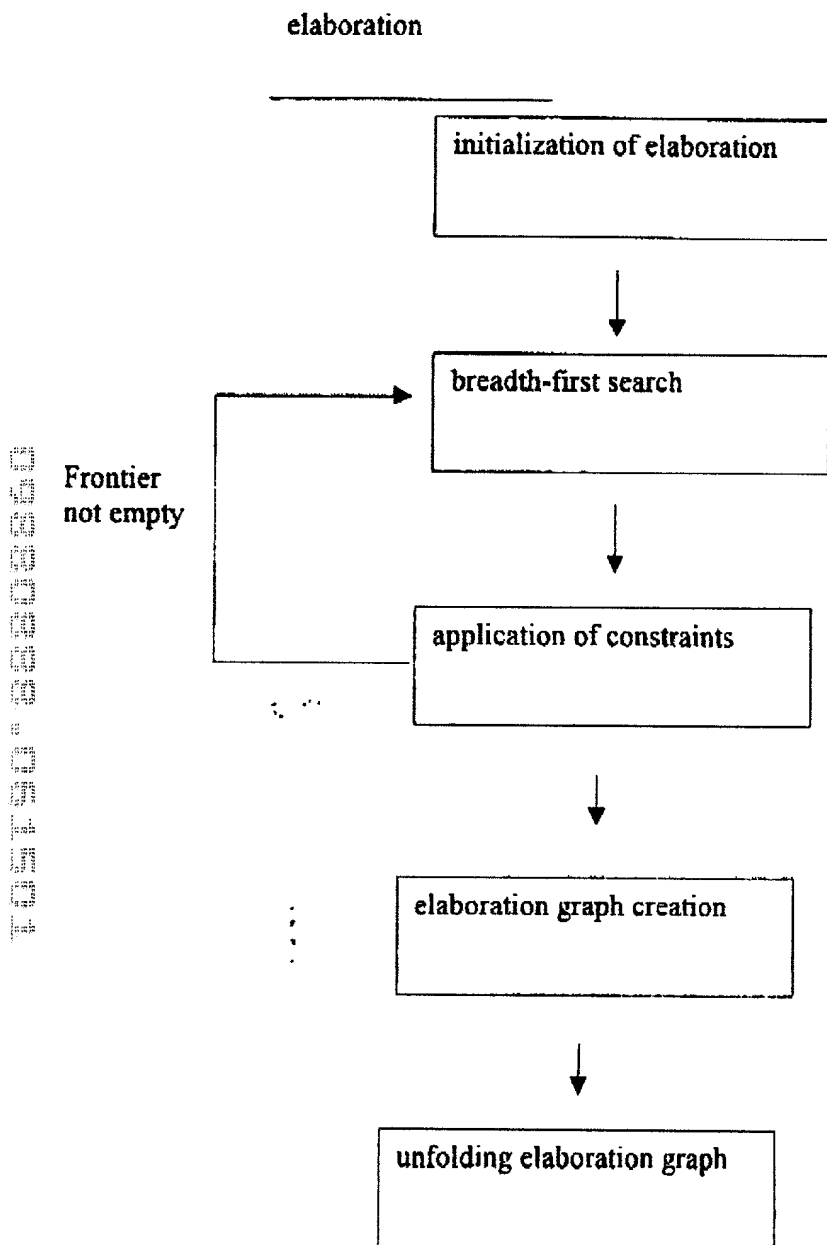 elaboration
initialization of elaboration
breadth-first search
Frontier
not empty
application of constraints
elaboration graph creation
unfolding elaboration graph